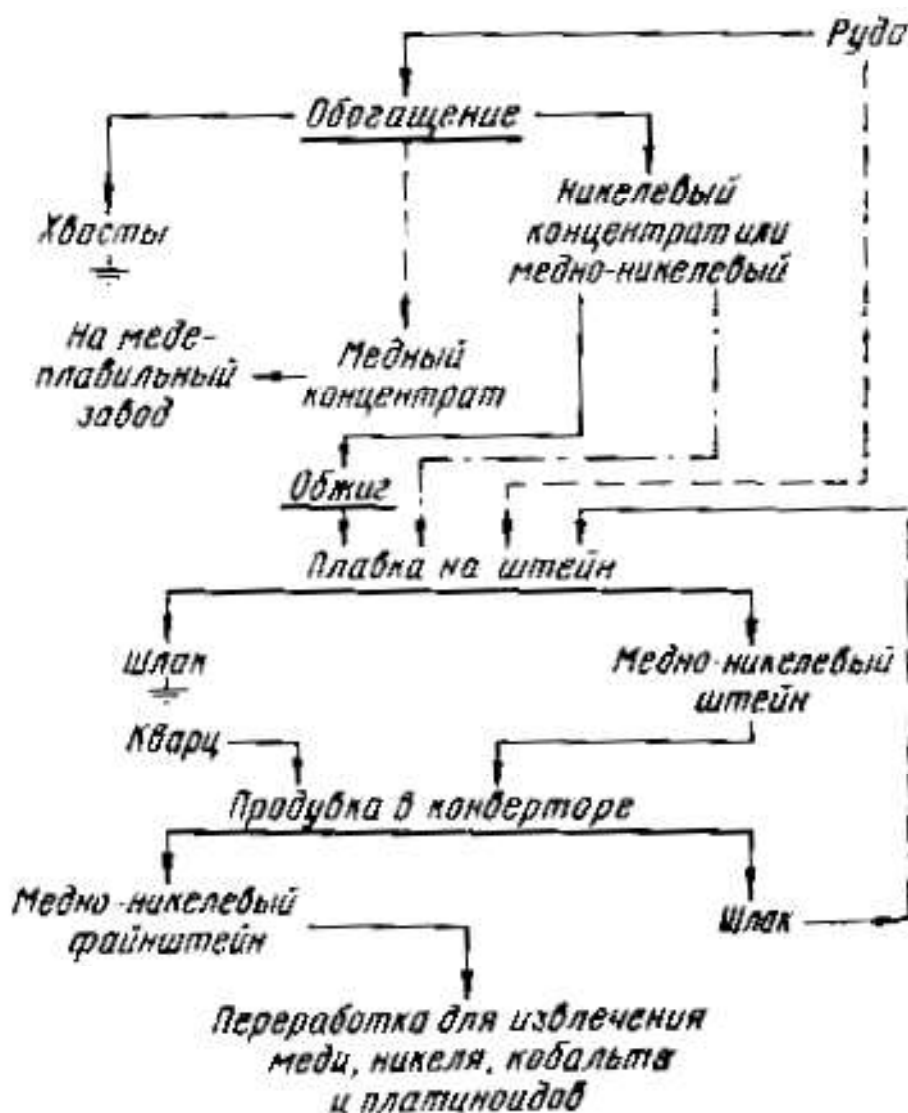 Руда
Обогащение
Хвосты
Никелевый
концентрат или
медно-никелевый
На меде-
плавильный
завод
Медный
концентрат
Обжиг
Плавка на штейн
Шлак
Медно-никелевый
штейн
Кварц
Продувка в конверторе
Медно-никелевый
файнштейн
Шлак
Переработка для извлечения
меди, никеля, кобальта
и платиноидов